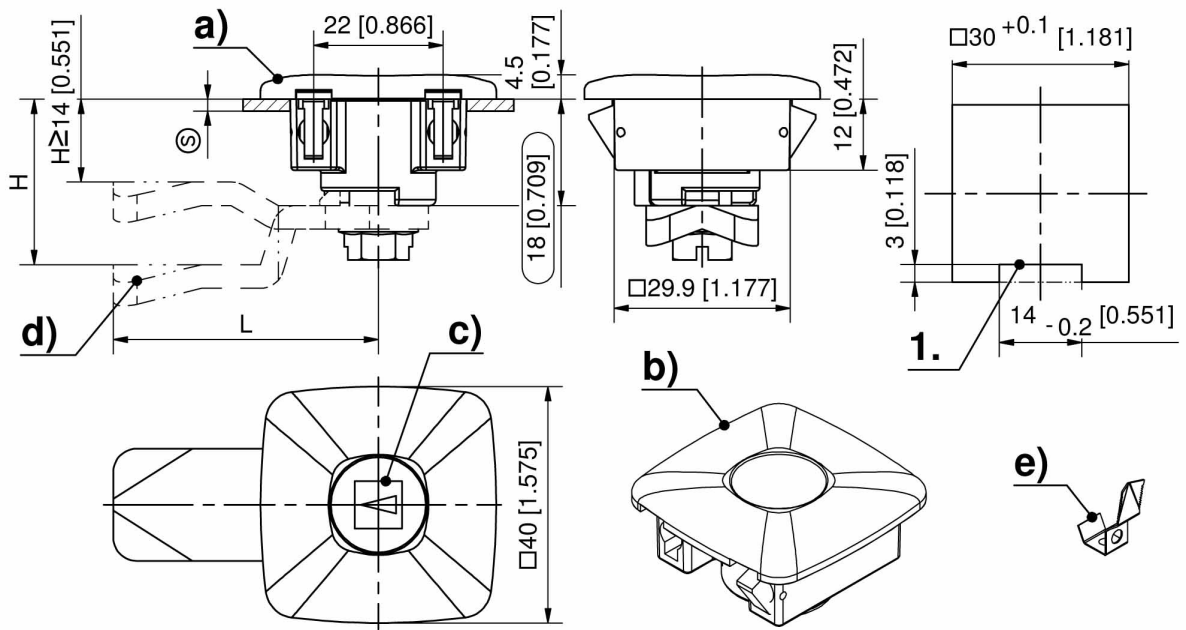 a)
22 [0.866]
4.5
[0.177]
H≥14 [0.551]
H
S
18 [0.709]
12 [0.472]
□29.9 [1.177]
□30 +0.1 [1.181]
3 [0.118]
14 -0.2 [0.551]
1.
d)
L
c)
□40 [1.575]
b)
e)